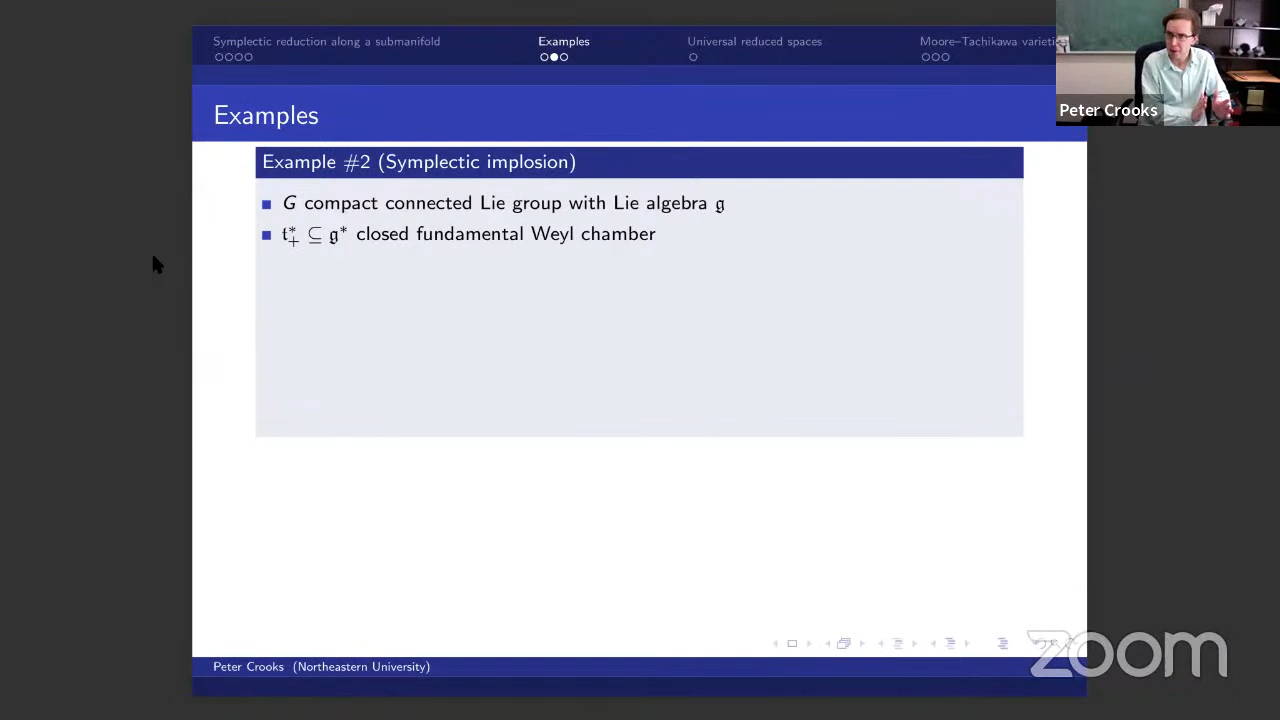 Symplectic reduction along a submanifold Examples Universal reduced spaces Moore–Tachikawa varieti
Peter Crooks
Examples
Example #2 (Symplectic implosion)
G compact connected Lie group with Lie algebra 𝔤
𝔱*₊ ⊆ 𝔤* closed fundamental Weyl chamber
Peter Crooks (Northeastern University)
zoom